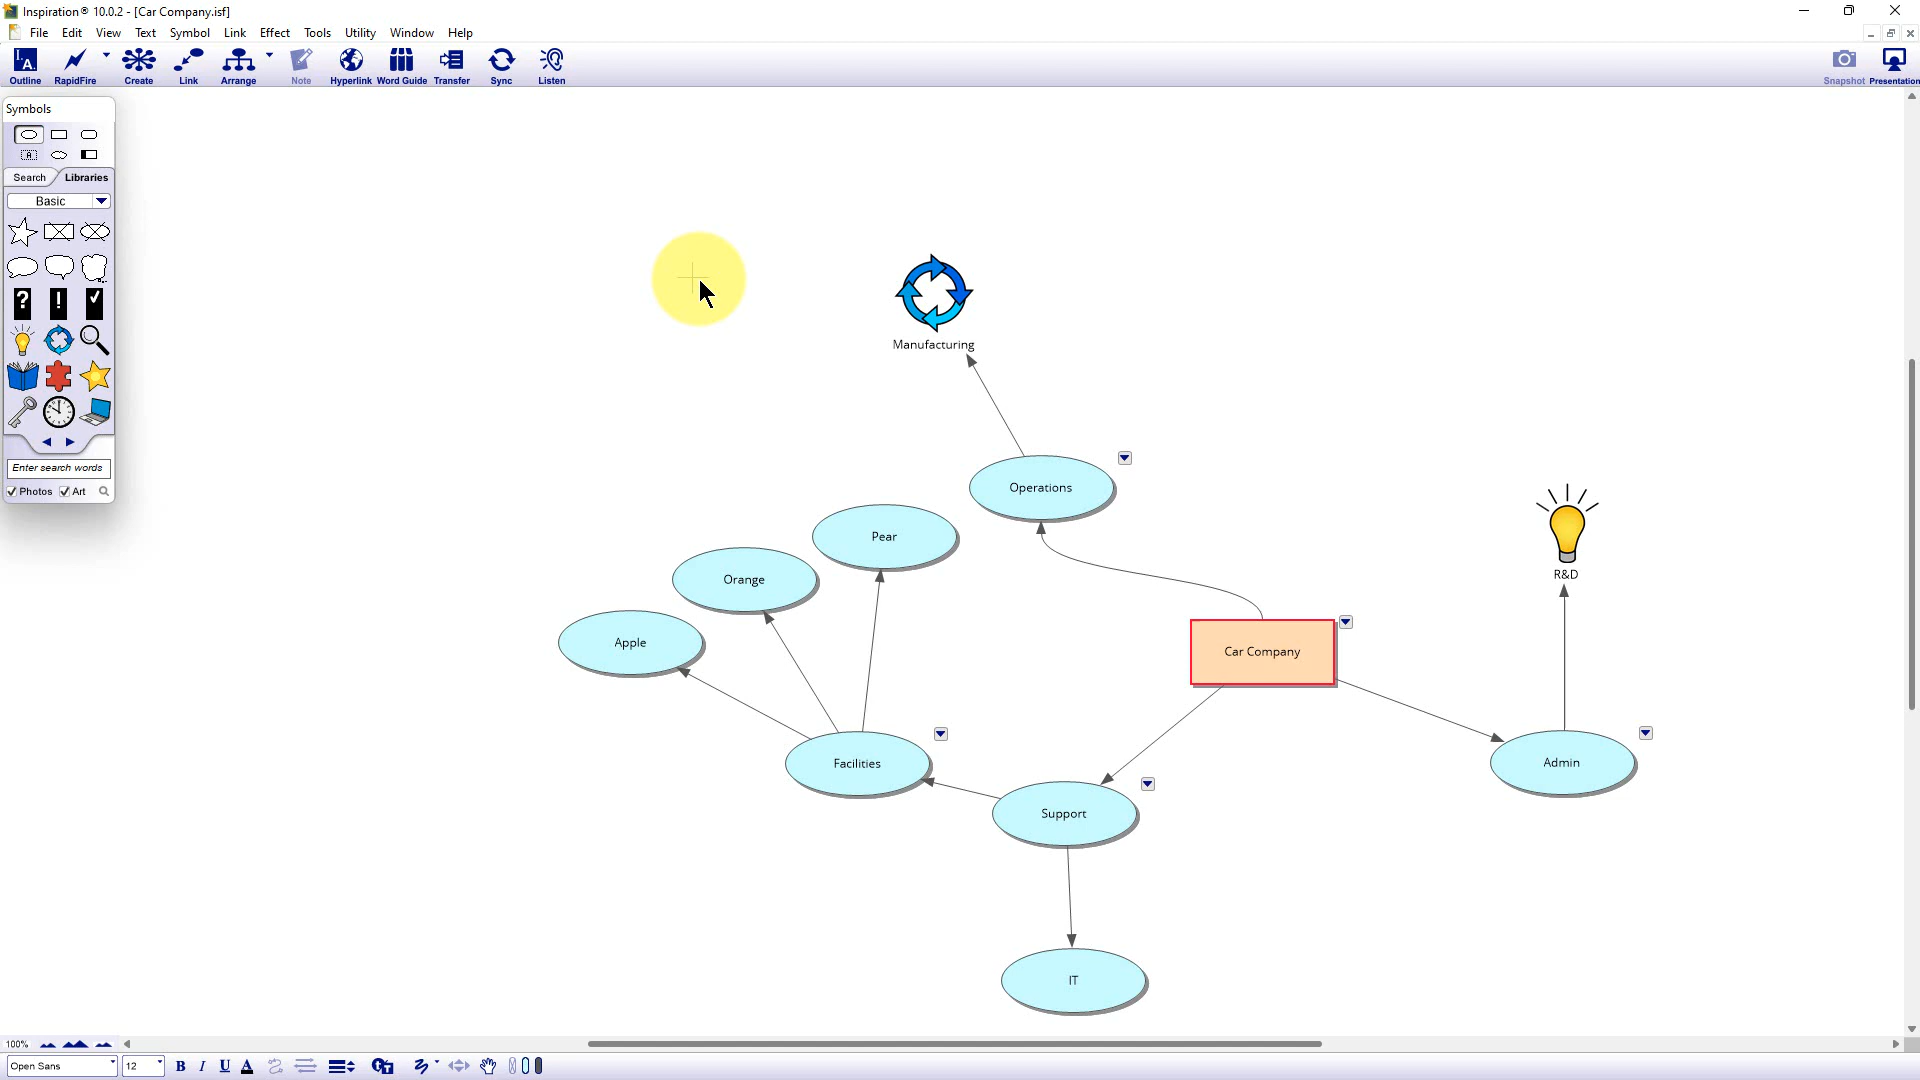 Inspiration® 10.0.2 - [Car Company.isf]
File Edit View Text Symbol Link Effect Tools Utility Window Help
Outline RapidFire Create Link Arrange Note Hyperlink Word Guide Transfer Sync Listen Snapshot Presentation
Symbols
A
Search Libraries
Basic
? !
Enter search words
Photos Art
Manufacturing
Operations
Pear
Orange
R&D
Apple
Car Company
Facilities
Admin
Support
IT
100%
Open Sans 12 B I U A